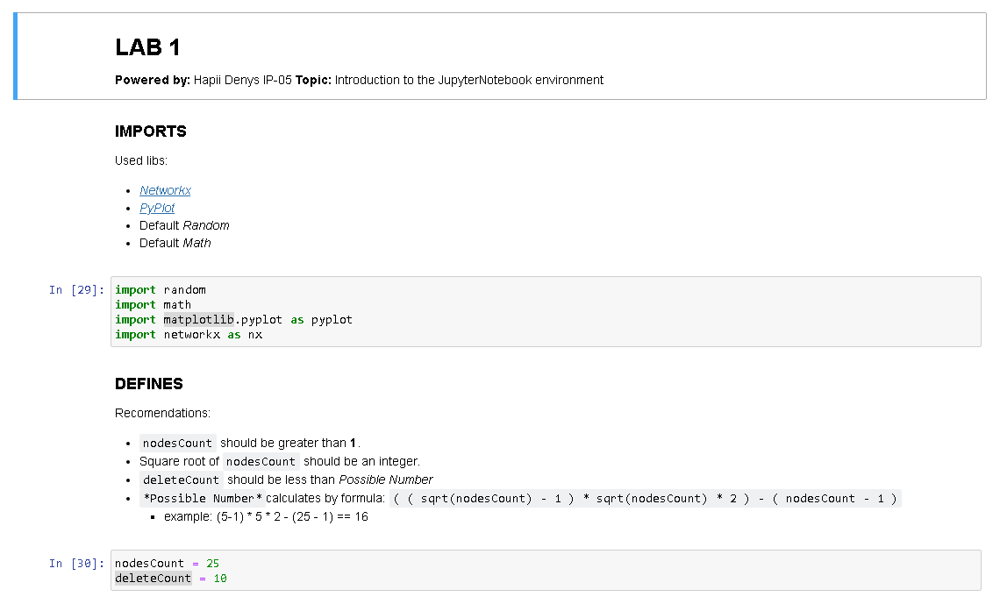 LAB 1
Powered by: Hapii Denys IP-05 Topic: Introduction to the JupyterNotebook environment
IMPORTS
Used libs:
• Networkx
• PyPlot
• Default Random
• Default Math
In [29]: import random
import math
import matplotlib.pyplot as pyplot
import networkx as nx
DEFINES
Recomendations:
• nodesCount should be greater than 1.
• Square root of nodesCount should be an integer.
• deleteCount should be less than Possible Number
• *Possible Number* calculates by formula: ( ( sqrt(nodesCount) - 1 ) * sqrt(nodesCount) * 2 ) - ( nodesCount - 1 )
▪ example: (5-1) * 5 * 2 - (25 - 1) == 16
In [30]: nodesCount = 25
deleteCount = 10